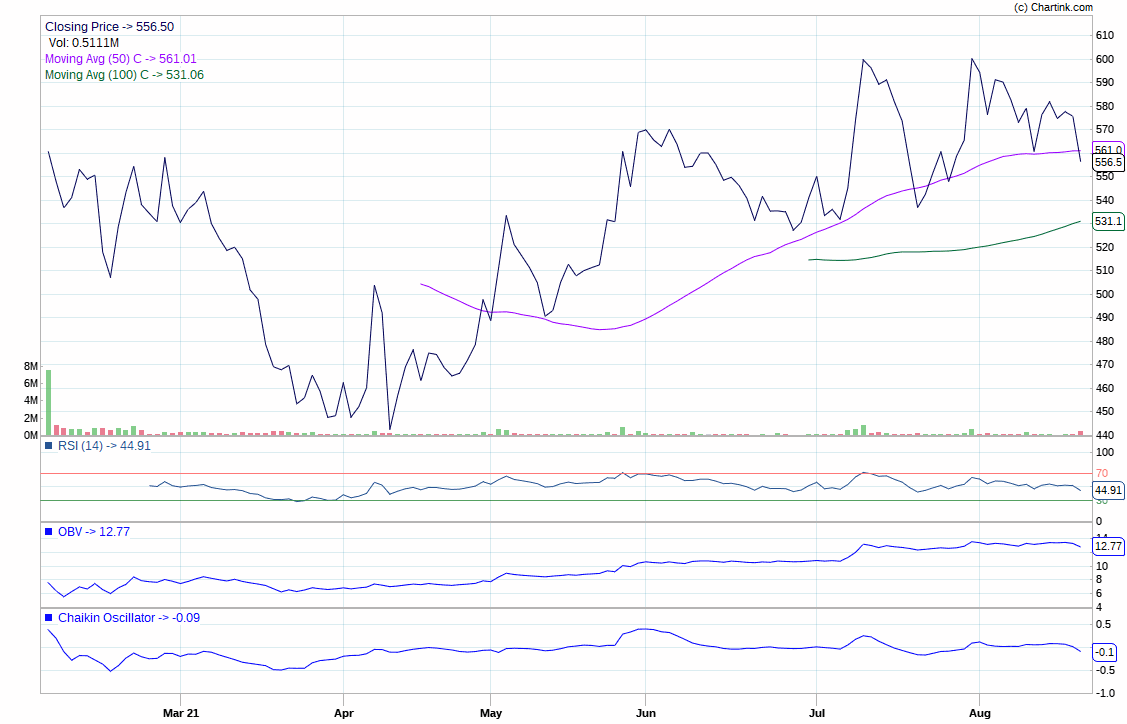 (c) Chartink.com
Closing Price -> 556.50
Vol: 0.5111M
Moving Avg (50) C -> 561.01
Moving Avg (100) C -> 531.06
610
600
590
580
570
561.0
556.5
550
540
531.1
520
510
500
490
480
470
460
450
440
8M
6M
4M
2M
0M
RSI (14) -> 44.91
100
70
44.91
30
0
OBV -> 12.77
14
12.77
10
8
6
4
Chaikin Oscillator -> -0.09
0.5
-0.1
-0.5
-1.0
Mar 21 Apr May Jun Jul Aug